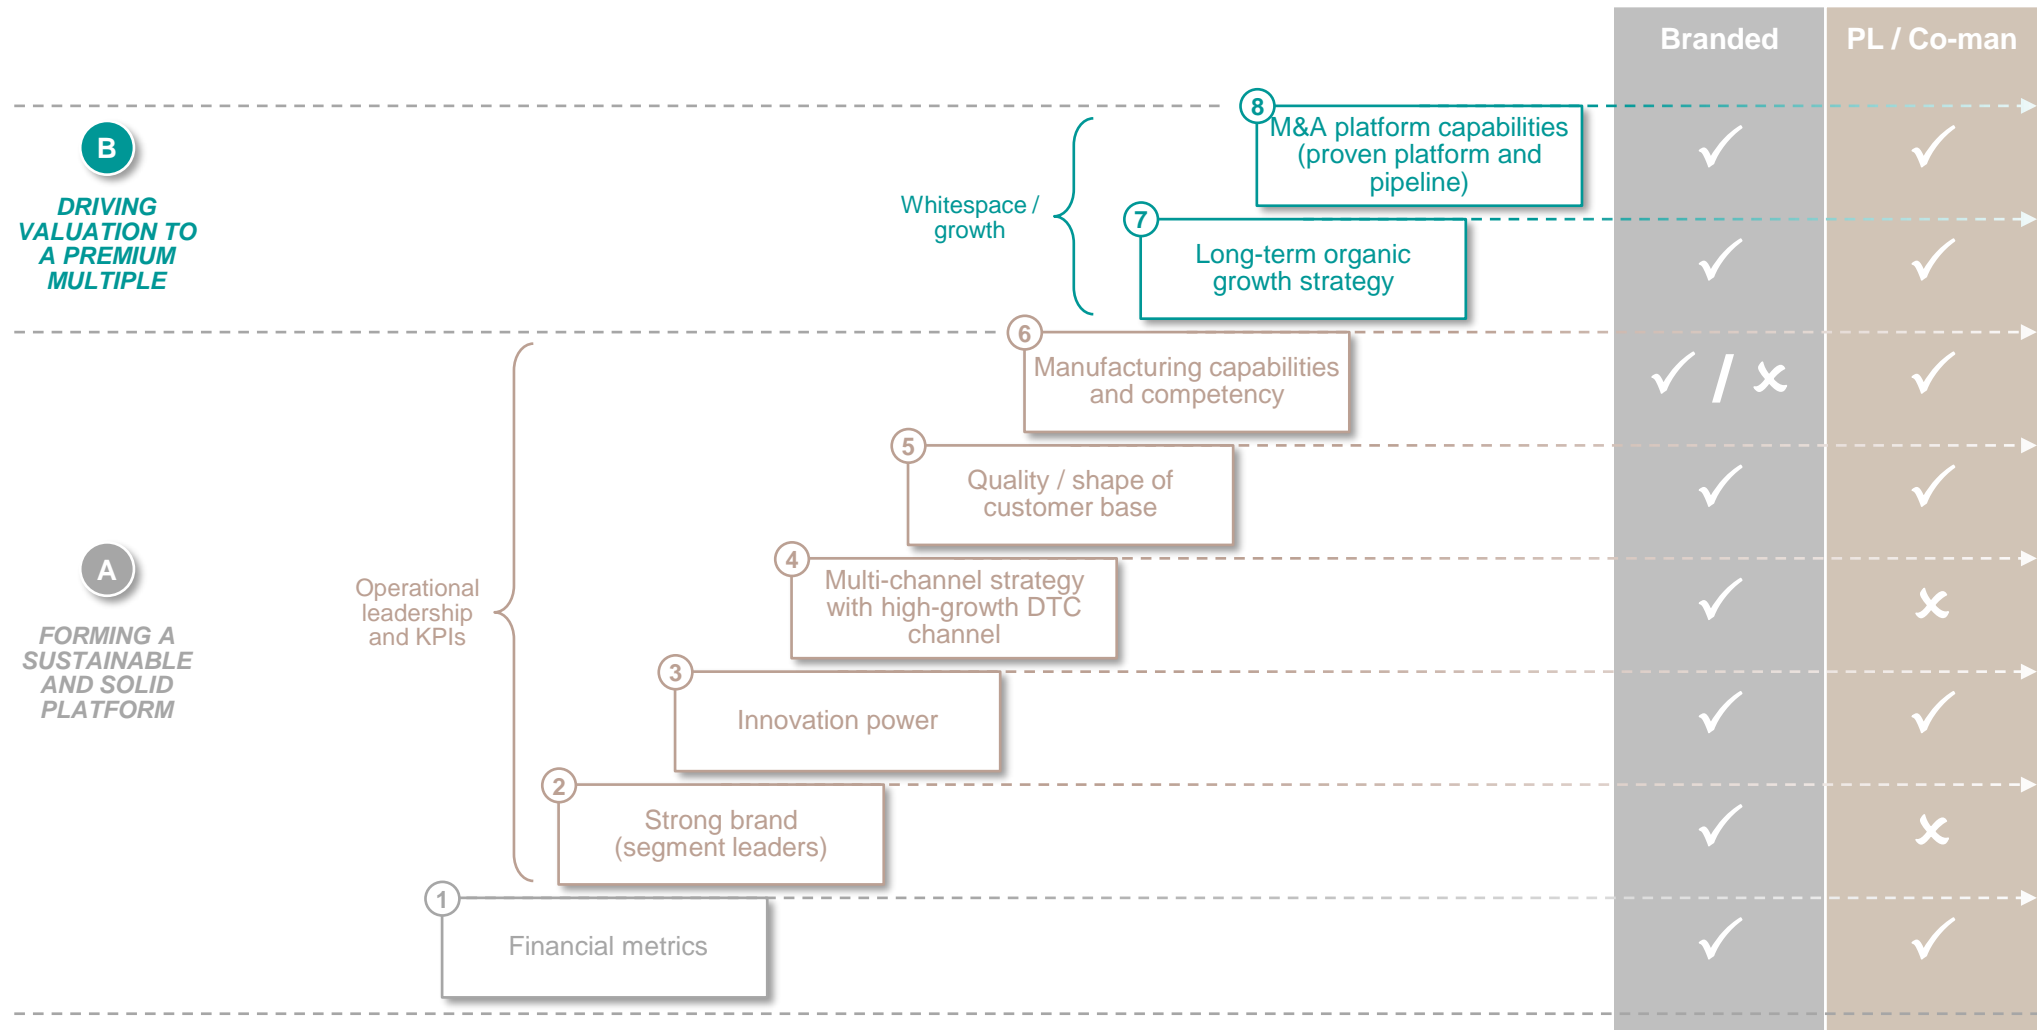 Branded
PL / Co-man
B
DRIVING
VALUATION TO
A PREMIUM
MULTIPLE
Whitespace /
growth
8
M&A platform capabilities
(proven platform and
pipeline)
✓
✓
7
Long-term organic
growth strategy
✓
✓
A
FORMING A
SUSTAINABLE
AND SOLID
PLATFORM
Operational
leadership
and KPIs
6
Manufacturing capabilities
and competency
✓ / ✗
✓
5
Quality / shape of
customer base
✓
✓
4
Multi-channel strategy
with high-growth DTC
channel
✓
✗
3
Innovation power
✓
✓
2
Strong brand
(segment leaders)
✓
✗
1
Financial metrics
✓
✓